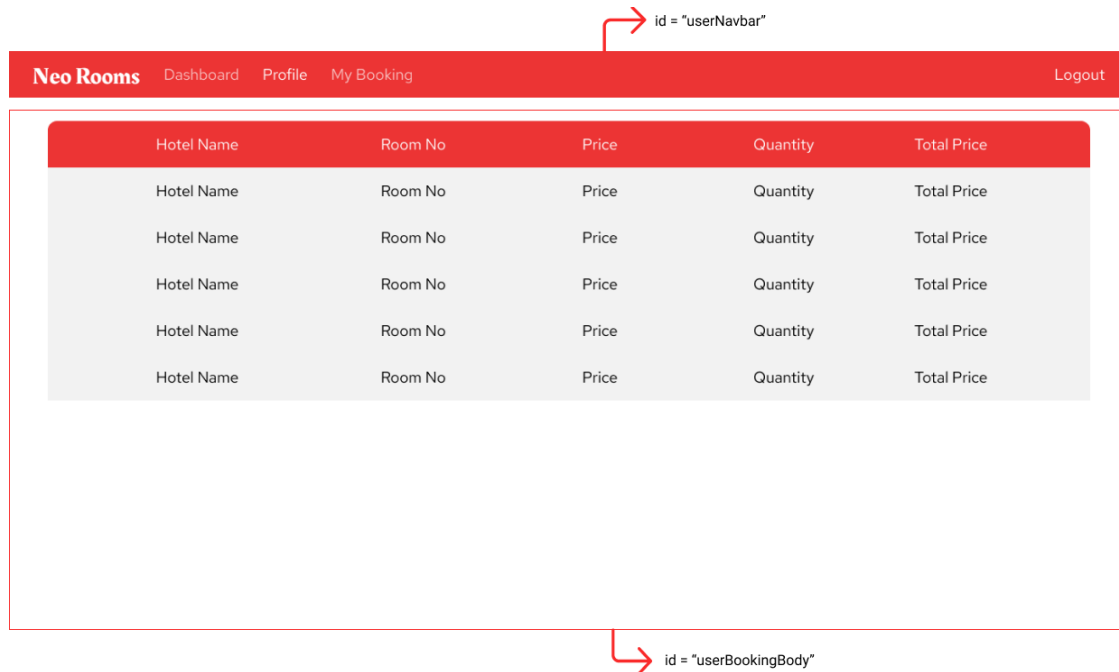 id = “userNavbar”
Neo Rooms Dashboard Profile My Booking Logout
Hotel Name Room No Price Quantity Total Price
Hotel Name Room No Price Quantity Total Price
Hotel Name Room No Price Quantity Total Price
Hotel Name Room No Price Quantity Total Price
Hotel Name Room No Price Quantity Total Price
Hotel Name Room No Price Quantity Total Price
id = “userBookingBody”